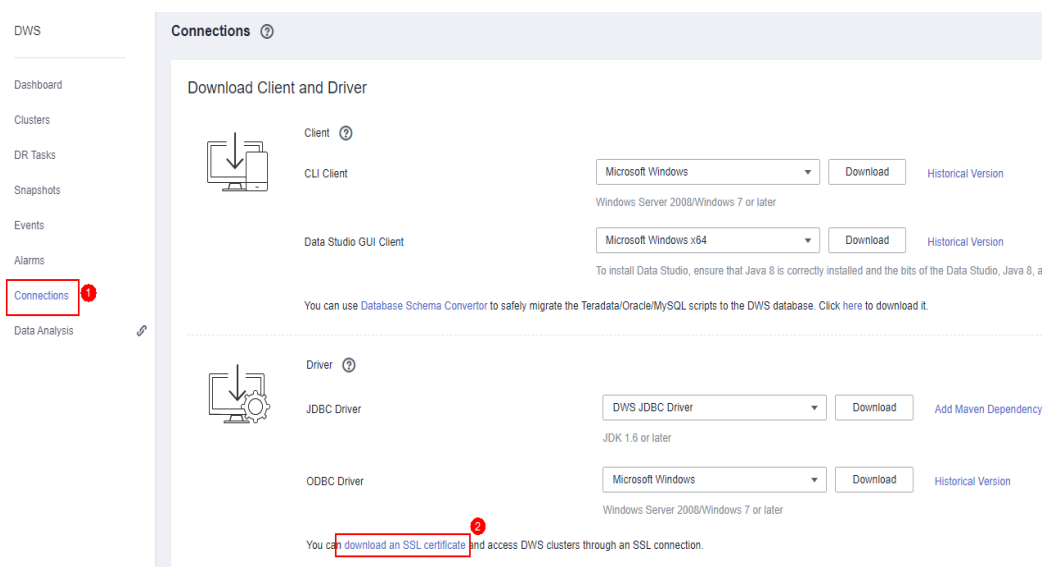 DWS
Dashboard
Clusters
DR Tasks
Snapshots
Events
Alarms
Connections 1
Data Analysis
Connections ?
Download Client and Driver
Client ?
CLI Client Microsoft Windows Download Historical Version
Windows Server 2008/Windows 7 or later
Data Studio GUI Client Microsoft Windows x64 Download Historical Version
To install Data Studio, ensure that Java 8 is correctly installed and the bits of the Data Studio, Java 8, a
You can use Database Schema Convertor to safely migrate the Teradata/Oracle/MySQL scripts to the DWS database. Click here to download it.
Driver ?
JDBC Driver DWS JDBC Driver Download Add Maven Dependency
JDK 1.6 or later
ODBC Driver Microsoft Windows Download Historical Version
Windows Server 2008/Windows 7 or later
2
You can download an SSL certificate and access DWS clusters through an SSL connection.